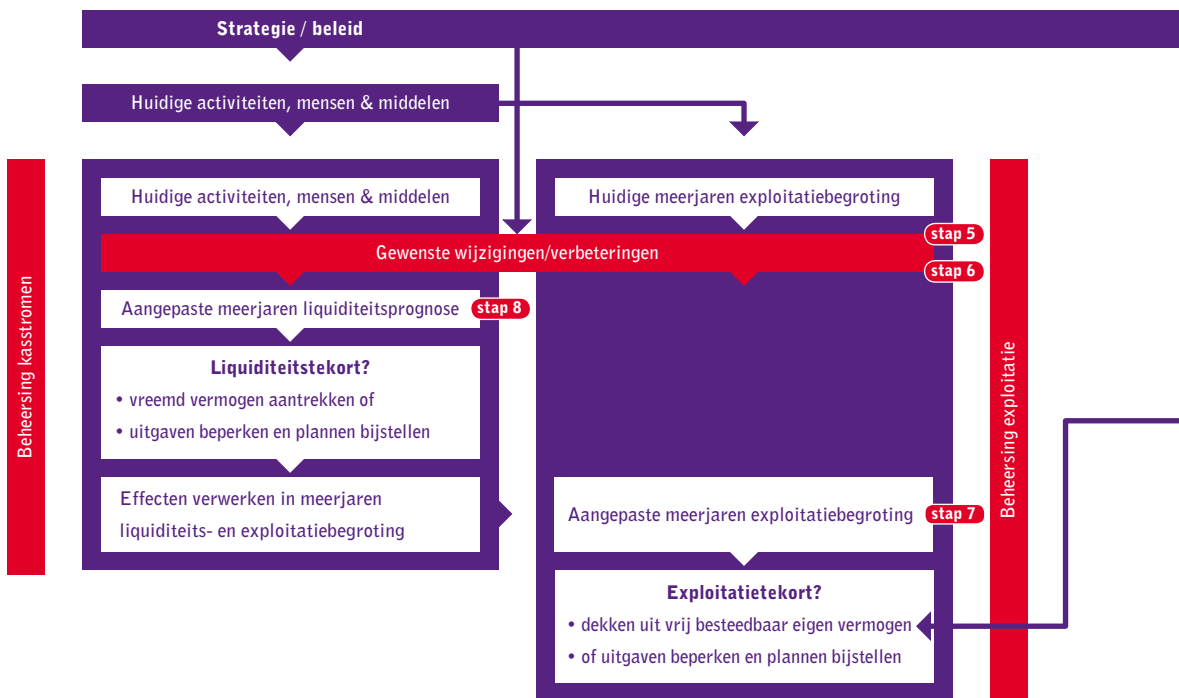 Strategie / beleid
Huidige activiteiten, mensen & middelen
Beheersing kasstromen
Huidige activiteiten, mensen & middelen
Huidige meerjaren exploitatiebegroting
stap 5
Gewenste wijzigingen/verbeteringen
stap 6
Aangepaste meerjaren liquiditeitsprognose
stap 8
Liquiditeitstekort?
• vreemd vermogen aantrekken of
• uitgaven beperken en plannen bijstellen
Effecten verwerken in meerjaren
liquiditeits- en exploitatiebegroting
Aangepaste meerjaren exploitatiebegroting
stap 7
Exploitatietekort?
• dekken uit vrij besteedbaar eigen vermogen
• of uitgaven beperken en plannen bijstellen
Beheersing exploitatie